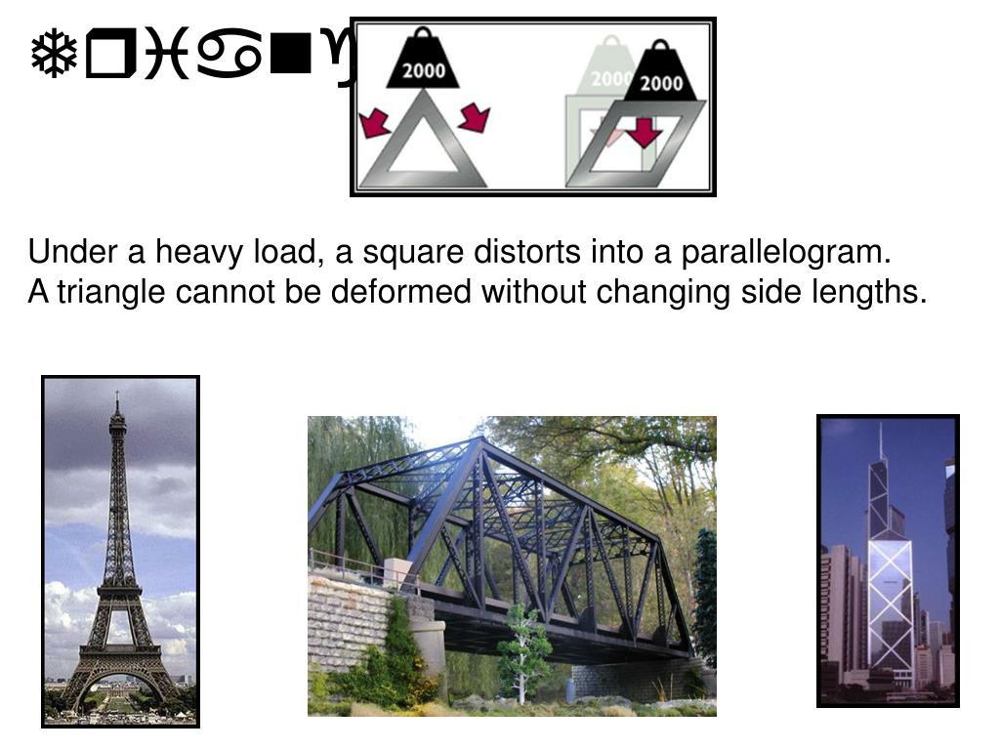 ❄❒♓♋■♑
2000
2000
2000
Under a heavy load, a square distorts into a parallelogram.
A triangle cannot be deformed without changing side lengths.